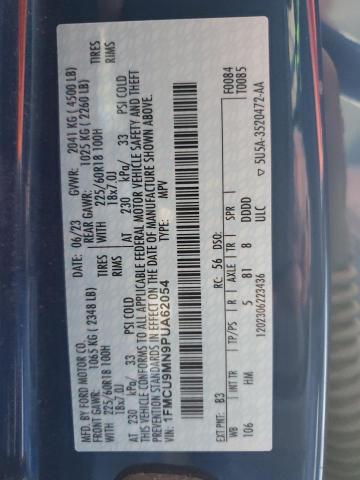 MFD. BY FORD MOTOR CO.
DATE: 06/23 GVWR: 2041 KG (4500 LB)
FRONT GAWR: 1065 KG (2348 LB) REAR GAWR: 1025 KG (2260 LB)
225/60R18 100H TIRES WITH 225/60R18 100H TIRES
18x7.0J RIMS 18x7.0J RIMS
AT 230 kPa/ 33 PSI COLD AT 230 kPa/ 33 PSI COLD
THIS VEHICLE CONFORMS TO ALL APPLICABLE FEDERAL MOTOR VEHICLE SAFETY AND THEFT
PREVENTION STANDARDS IN EFFECT ON THE DATE OF MANUFACTURE SHOWN ABOVE.
VIN: 1FMCU9MN9PUA62054
TYPE: MPV
F0084
T0085
EXT PNT: B3 RC: 56 DSO:
WB INT TR TP/PS R AXLE TR SPR
106 HM 5 81 8 DDDD
1202306223436 ULC ▽ 5U5A-3520472-AA